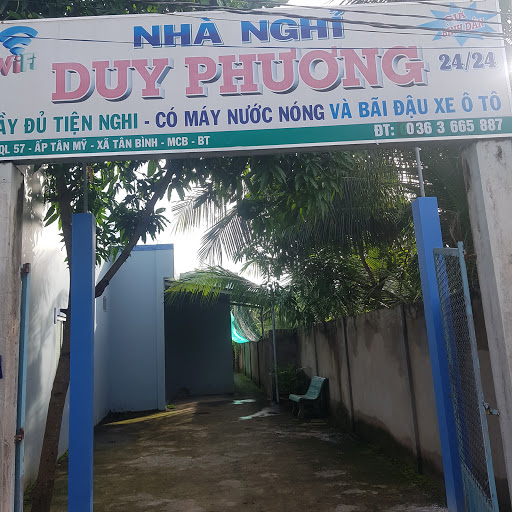 Wifi
NHÀ NGHỈ
DUY PHƯƠNG
24/24
ĐẦY ĐỦ TIỆN NGHI - CÓ MÁY NƯỚC NÓNG VÀ BÃI ĐẬU XE Ô TÔ
QL 57 - ẤP TÂN MỸ - XÃ TÂN BÌNH - MCB - BT
ĐT: 036 3 665 887